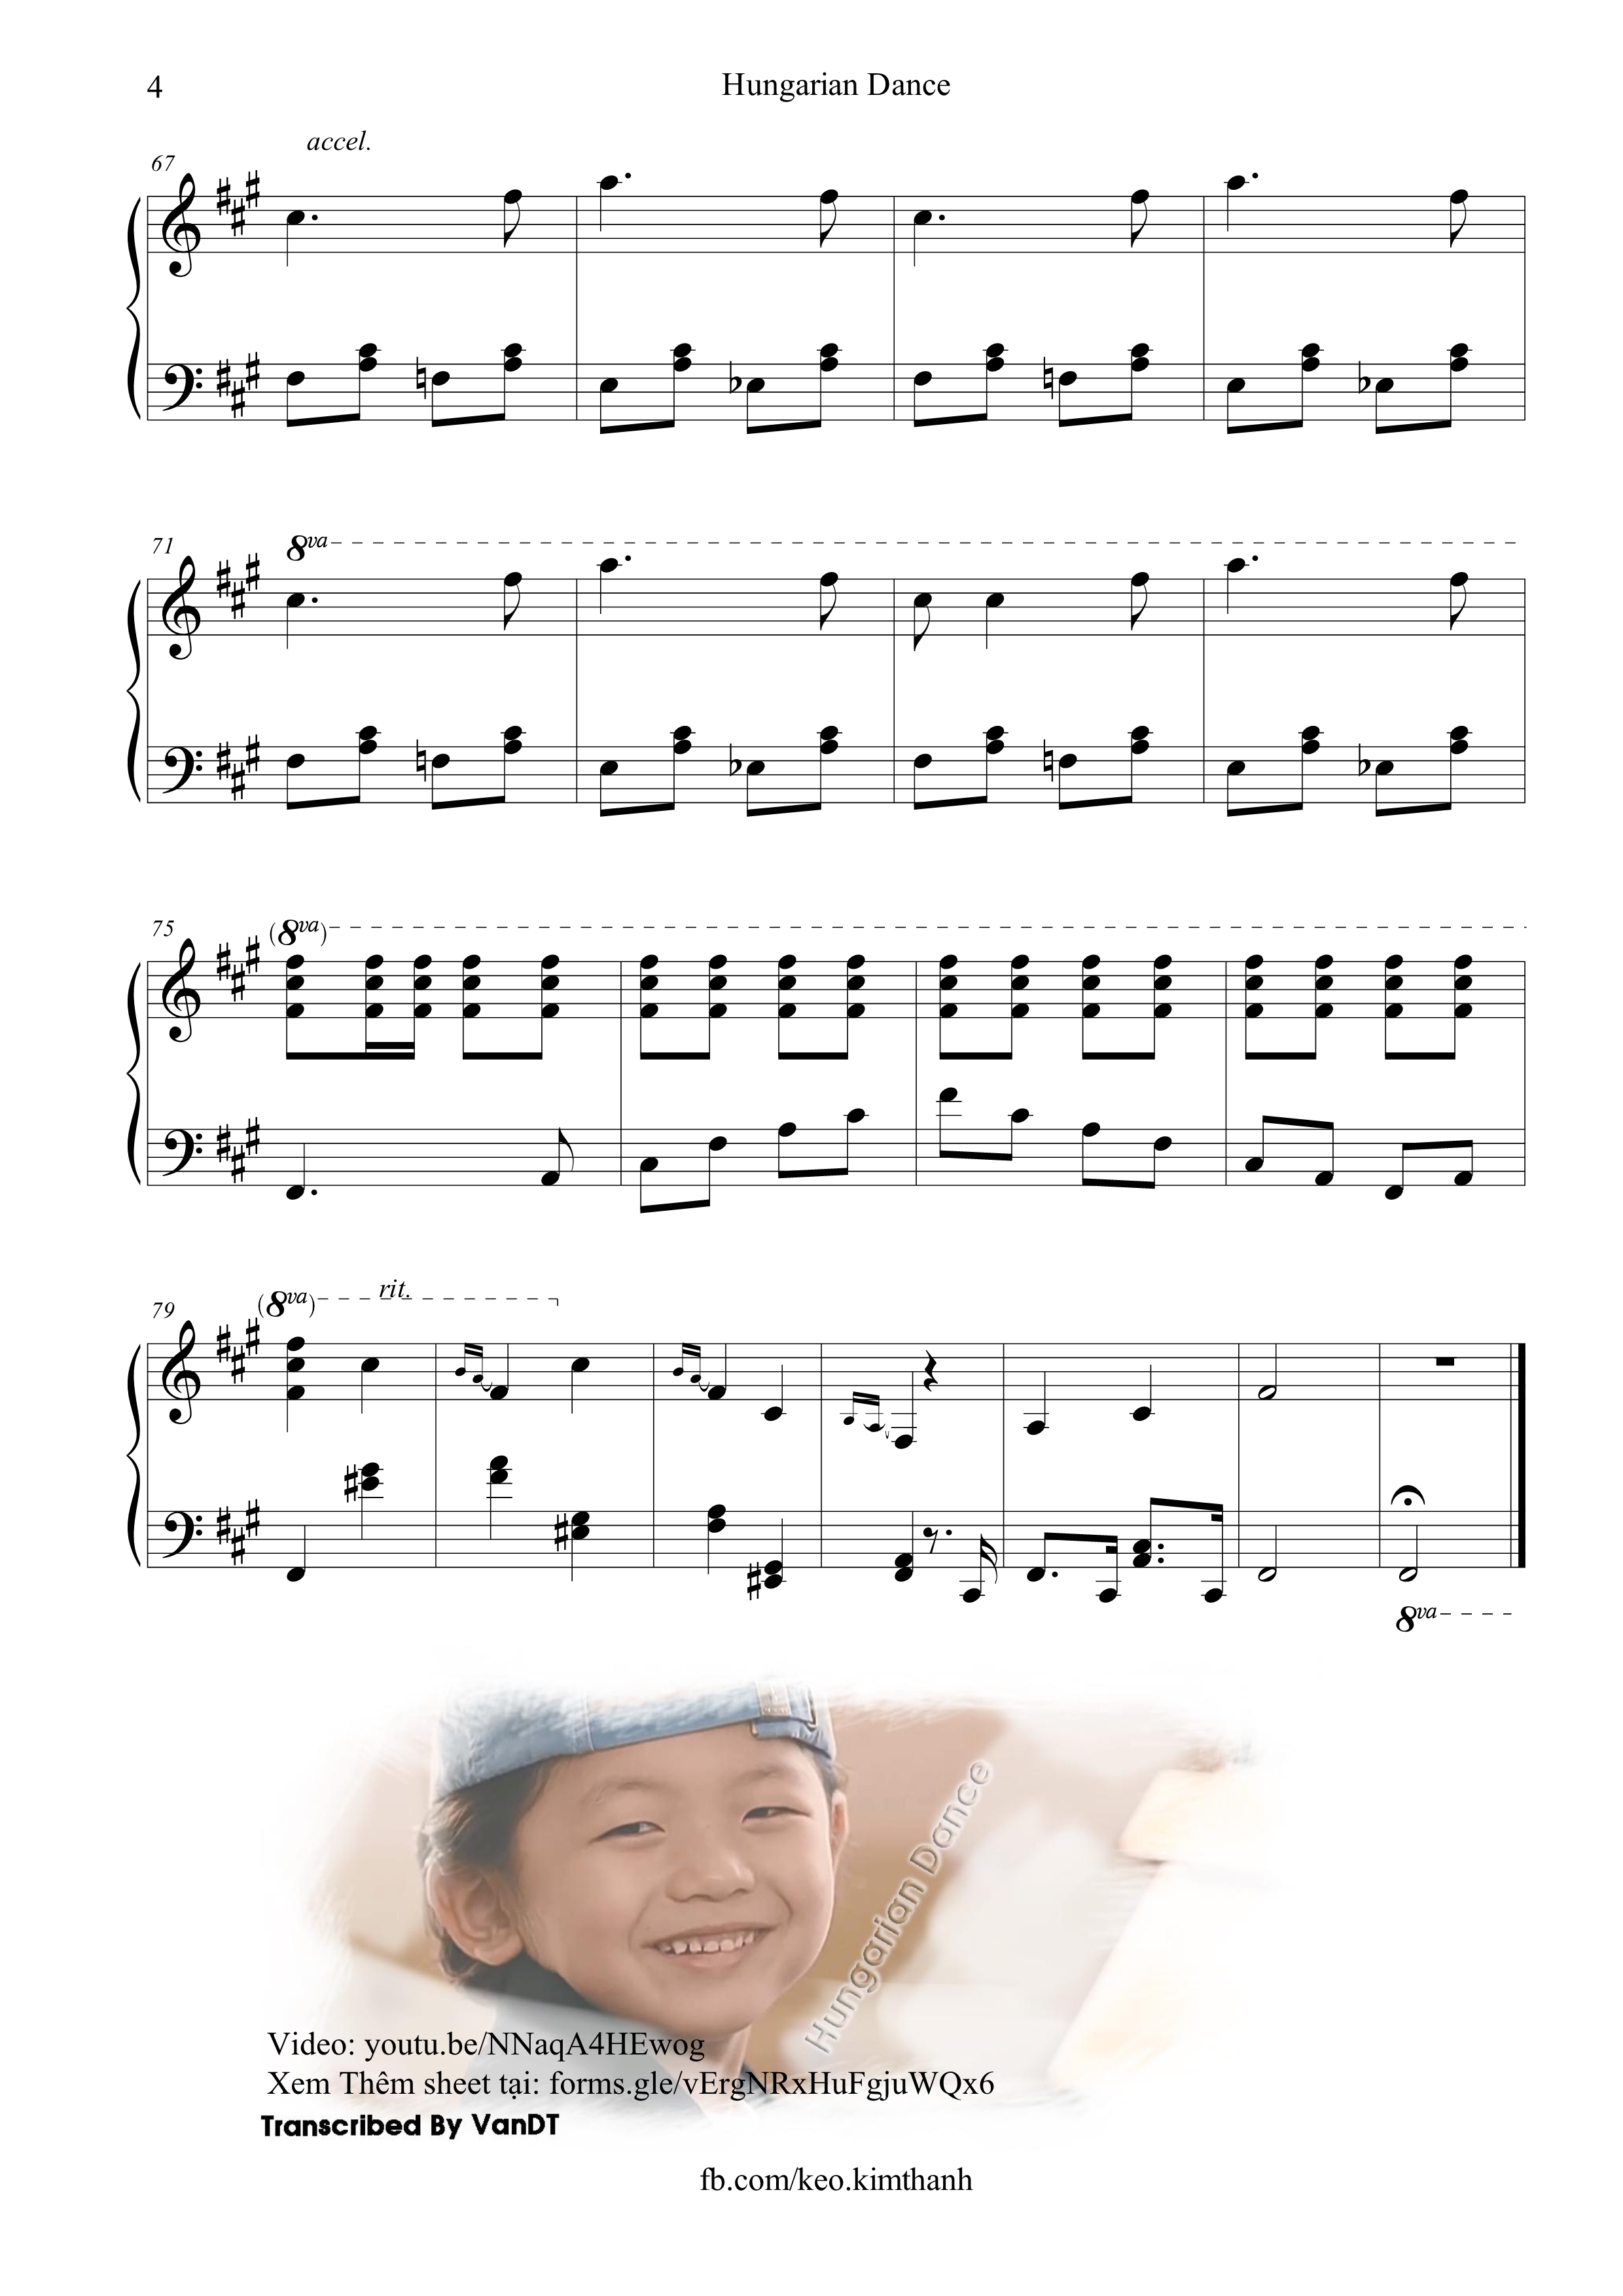 4
Hungarian Dance
accel.
67
71
8va
75
(8va)
79
(8va)
rit.
8va
Hungarian Dance
Video: youtu.be/NNaqA4HEwog
Xem Thêm sheet tại: forms.gle/vErgNRxHuFgjuWQx6
Transcribed By VanDT
fb.com/keo.kimthanh